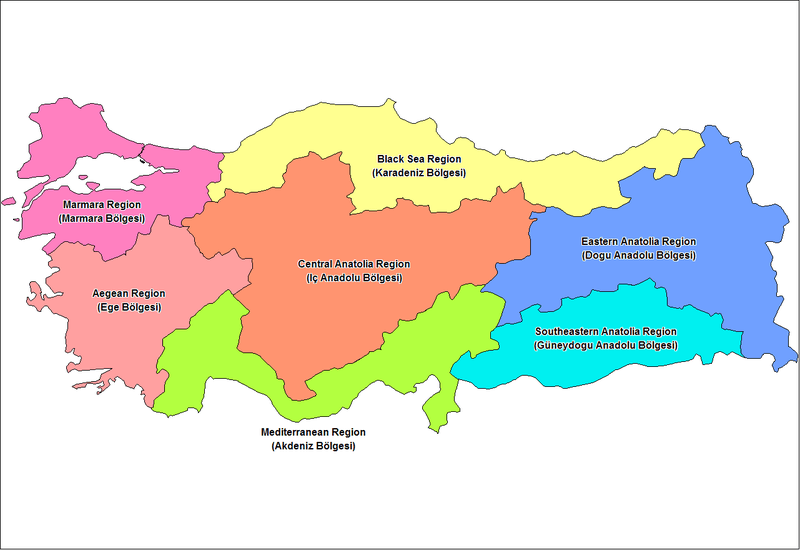 Black Sea Region
(Karadeniz Bölgesi)
Marmara Region
(Marmara Bölgesi)
Eastern Anatolia Region
(Dogu Anadolu Bölgesi)
Central Anatolia Region
(Iç Anadolu Bölgesi)
Aegean Region
(Ege Bölgesi)
Southeastern Anatolia Region
(Güneydogu Anadolu Bölgesi)
Mediterranean Region
(Akdeniz Bölgesi)